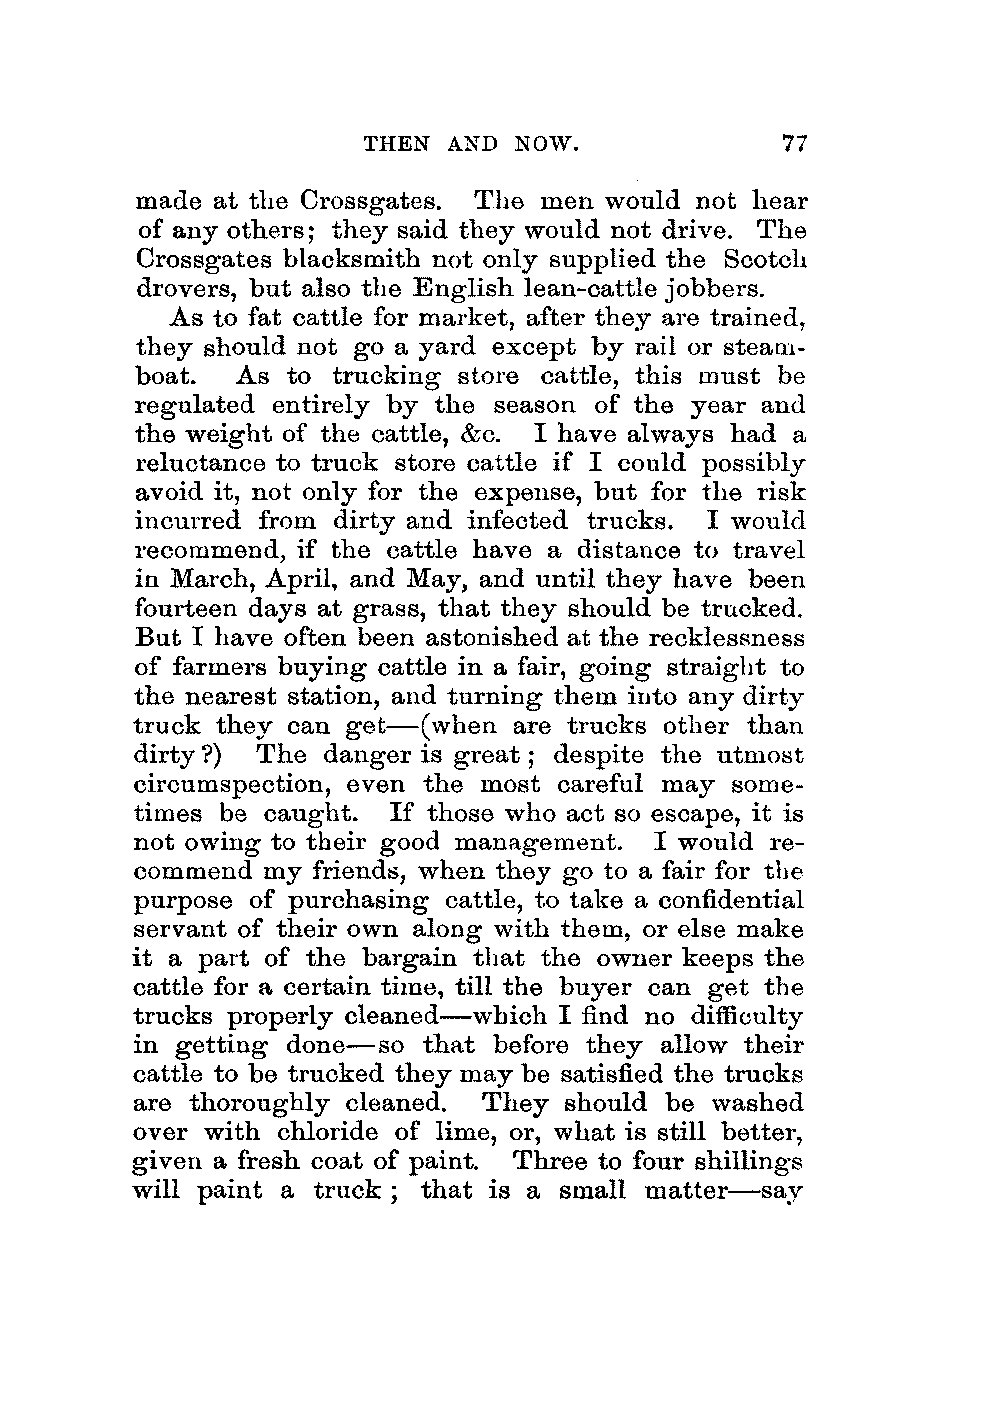 THEN AND NOW. 77
made at the Crossgates. The men would not hear
of any others; they said they would not drive. The
Crossgates blacksmith not only supplied the Scotch
drovers, but also the English lean-cattle jobbers.
As to fat cattle for market, after they are trained,
they should not go a yard except by rail or steam-
boat. As to trucking store cattle, this must be
regulated entirely by the season of the year and
the weight of the cattle, &c. I have always had a
reluctance to truck store cattle if I could possibly
avoid it, not only for the expense, but for the risk
incurred from dirty and infected trucks. I would
recommend, if the cattle have a distance to travel
in March, April, and May, and until they have been
fourteen days at grass, that they should be trucked.
But I have often been astonished at the recklessness
of farmers buying cattle in a fair, going straight to
the nearest station, and turning them into any dirty
truck they can get—(when are trucks other than
dirty?) The danger is great; despite the utmost
circumspection, even the most careful may some-
times be caught. If those who act so escape, it is
not owing to their good management. I would re-
commend my friends, when they go to a fair for the
purpose of purchasing cattle, to take a confidential
servant of their own along with them, or else make
it a part of the bargain that the owner keeps the
cattle for a certain time, till the buyer can get the
trucks properly cleaned—which I find no difficulty
in getting done—so that before they allow their
cattle to be trucked they may be satisfied the trucks
are thoroughly cleaned. They should be washed
over with chloride of lime, or, what is still better,
given a fresh coat of paint. Three to four shillings
will paint a truck; that is a small matter—say